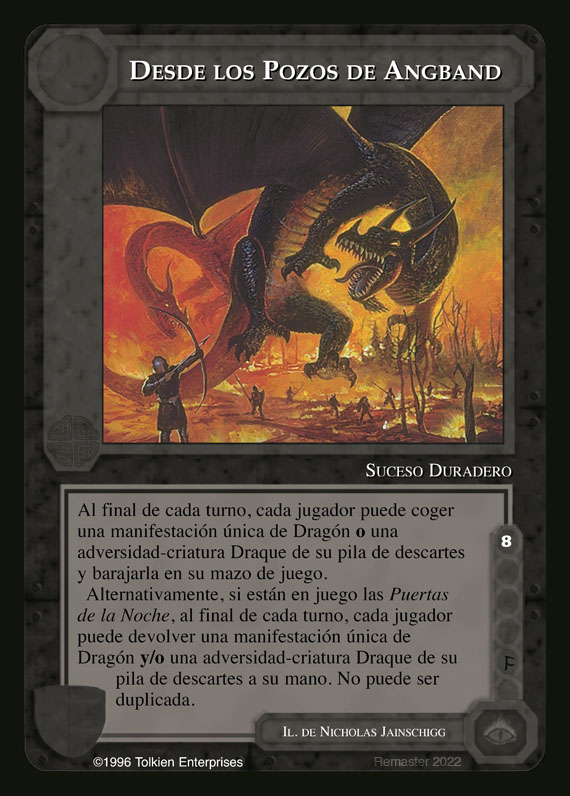 Desde los Pozos de Angband
Suceso Duradero
Al final de cada turno, cada jugador puede coger
una manifestación única de Dragón o una
adversidad-criatura Draque de su pila de descartes
y barajarla en su mazo de juego.
Alternativamente, si están en juego las Puertas
de la Noche, al final de cada turno, cada jugador
puede devolver una manifestación única de
Dragón y/o una adversidad-criatura Draque de su
pila de descartes a su mano. No puede ser
duplicada.
8
F
Il. de Nicholas Jainschigg
©1996 Tolkien Enterprises
Remaster 2022